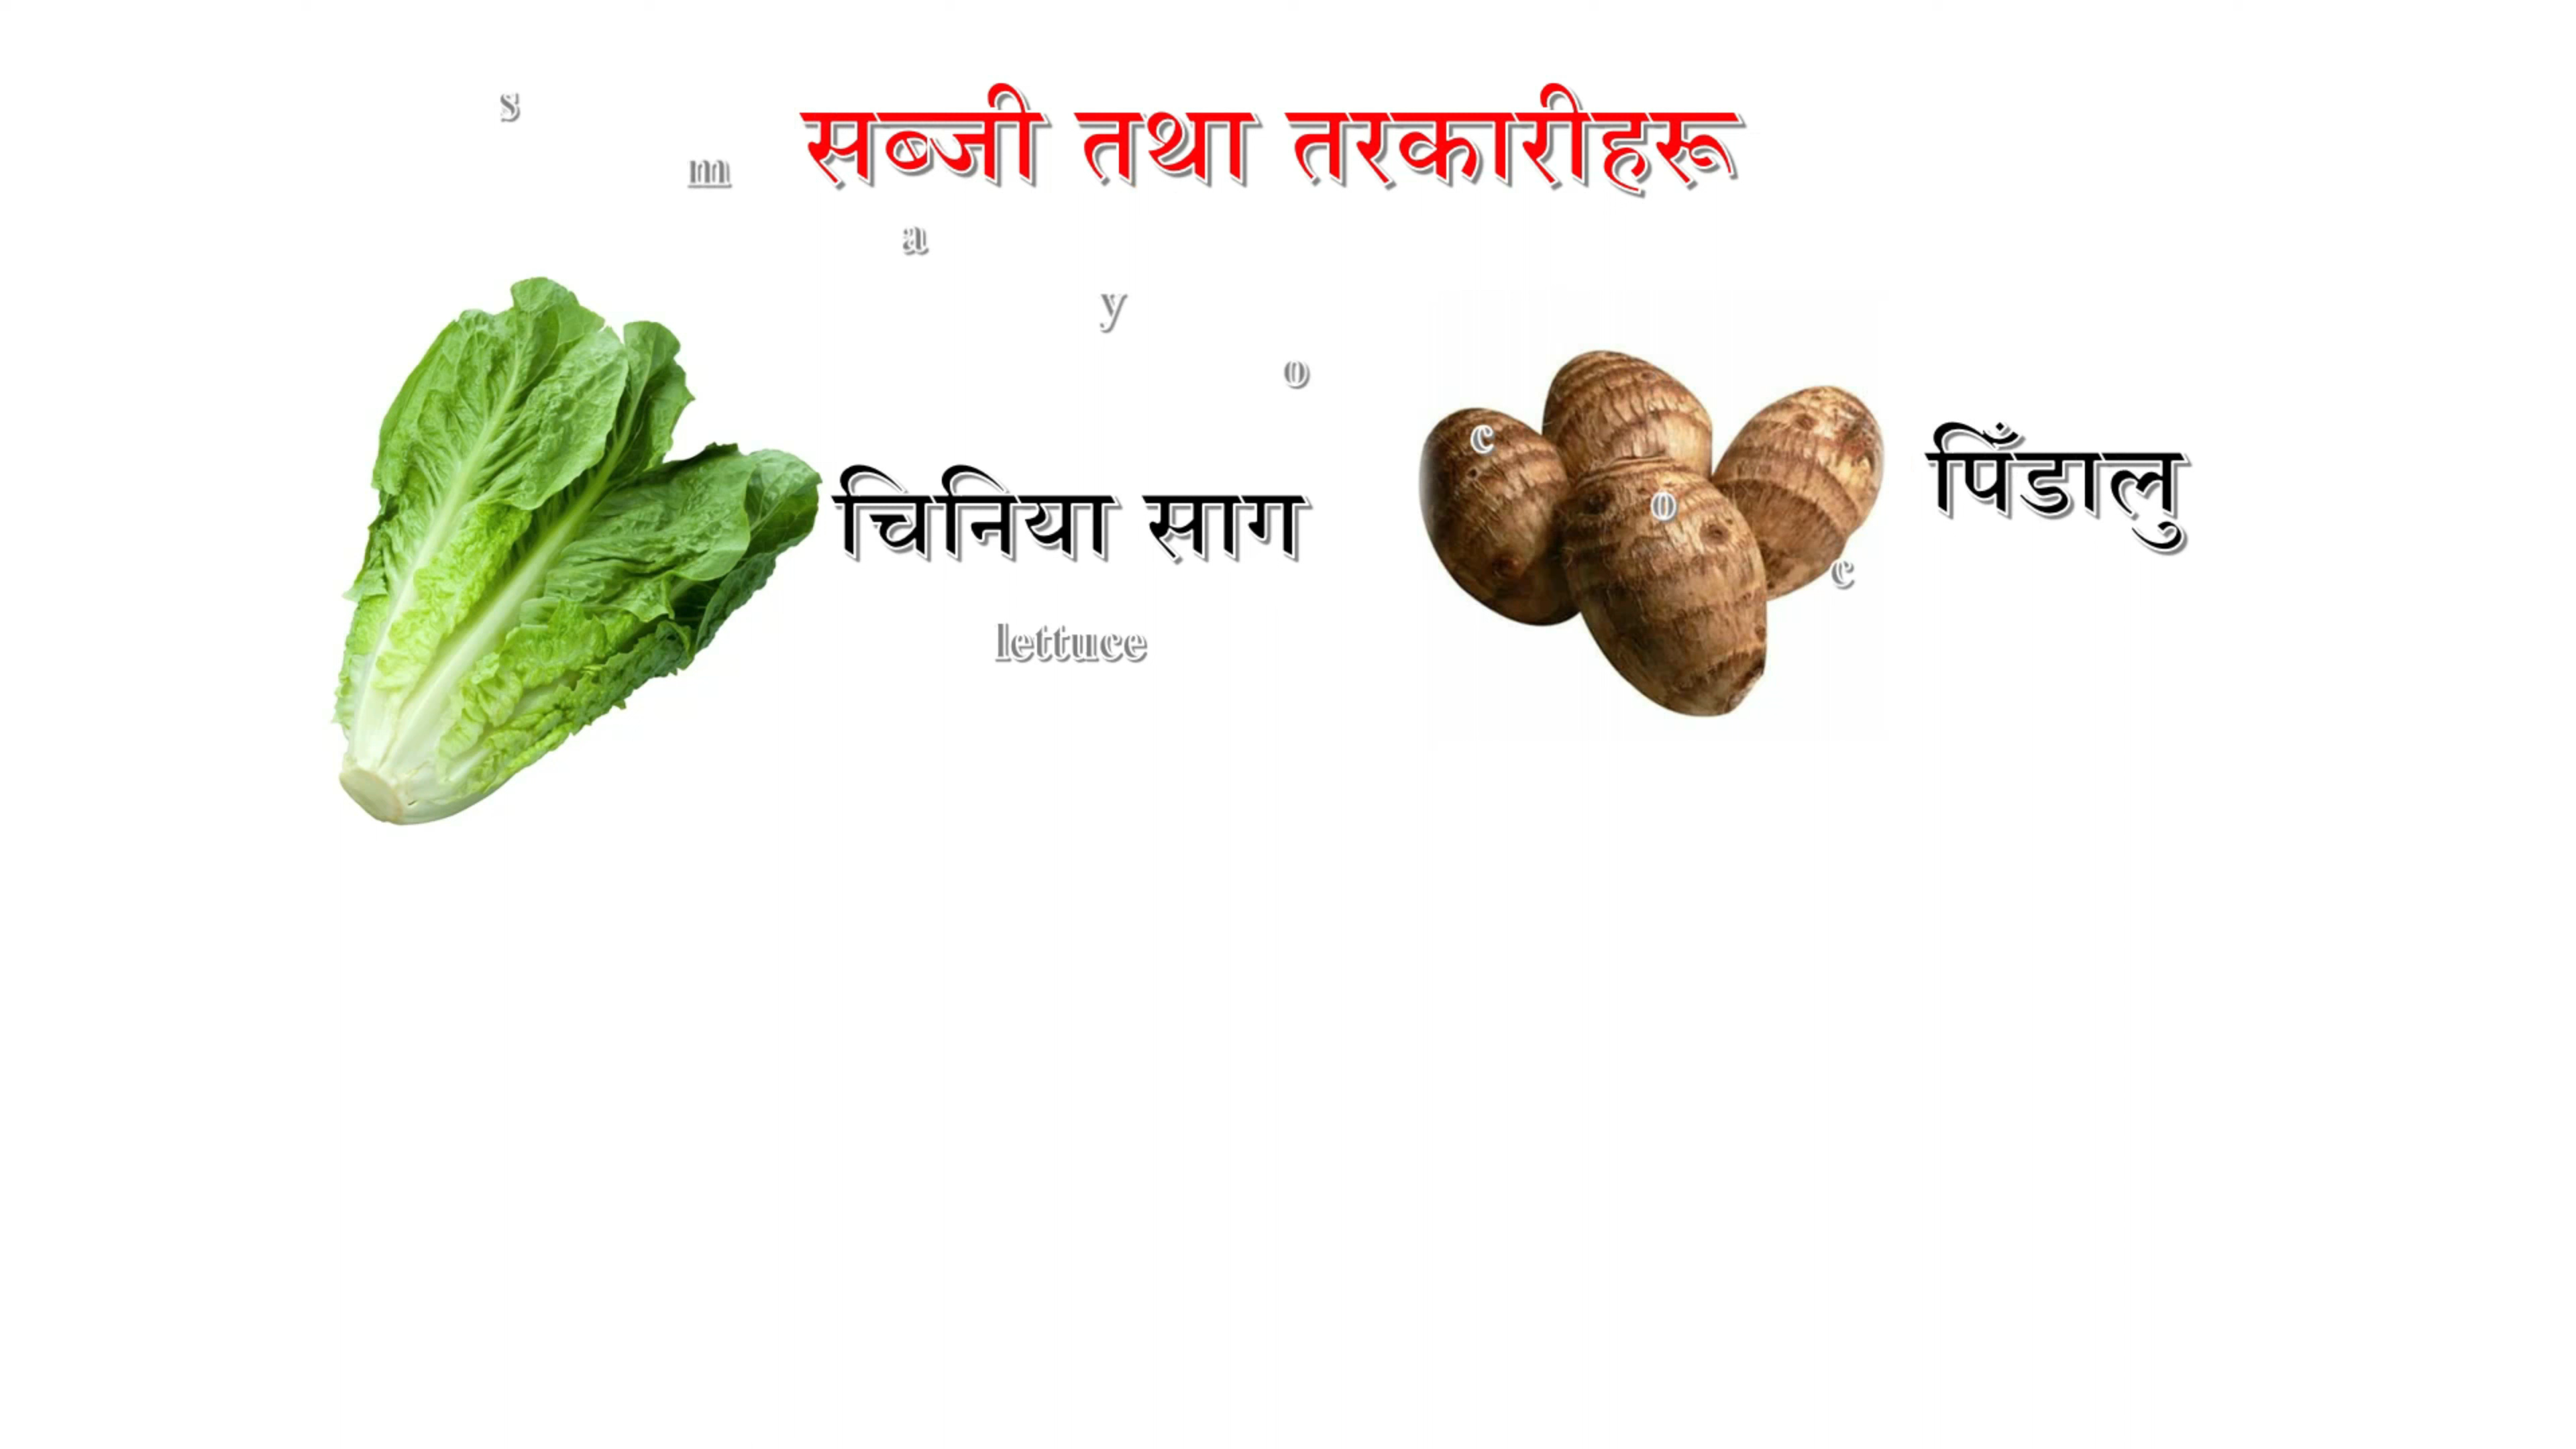 सब्जी तथा तरकारीहरू
s
m
a
y
o
c
o
c
चिनिया साग
पिँडालु
lettuce